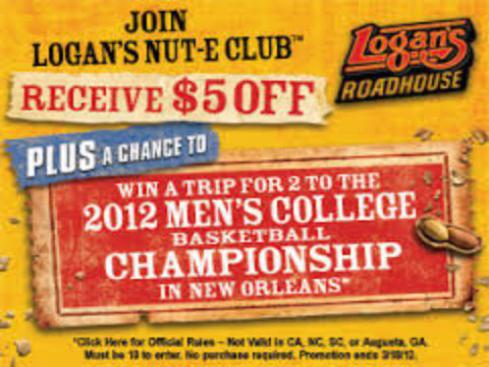 JOIN
LOGAN'S NUT-E CLUB™
Logan's
ROADHOUSE
RECEIVE $5 OFF
PLUS A CHANCE TO
WIN A TRIP FOR 2 TO THE
2012 MEN'S COLLEGE
BASKETBALL
CHAMPIONSHIP
IN NEW ORLEANS*
*Click Here for Official Rules – Not Valid in CA, NC, SC, or Augusta, GA.
Must be 18 to enter. No purchase required. Promotion ends 3/18/12.